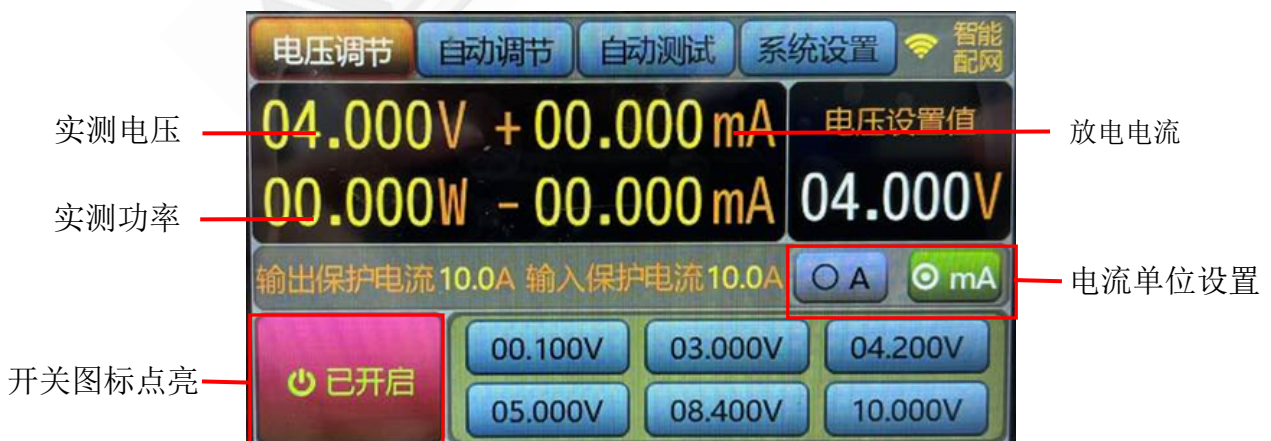 电压调节 自动调节 自动测试 系统设置 智能配网
实测电压 04.000V +00.000mA 电压设置值 放电电流
实测功率 00.000W -00.000mA 04.000V
输出保护电流10.0A 输入保护电流10.0A A mA 电流单位设置
开关图标点亮 已开启 00.100V 03.000V 04.200V
05.000V 08.400V 10.000V